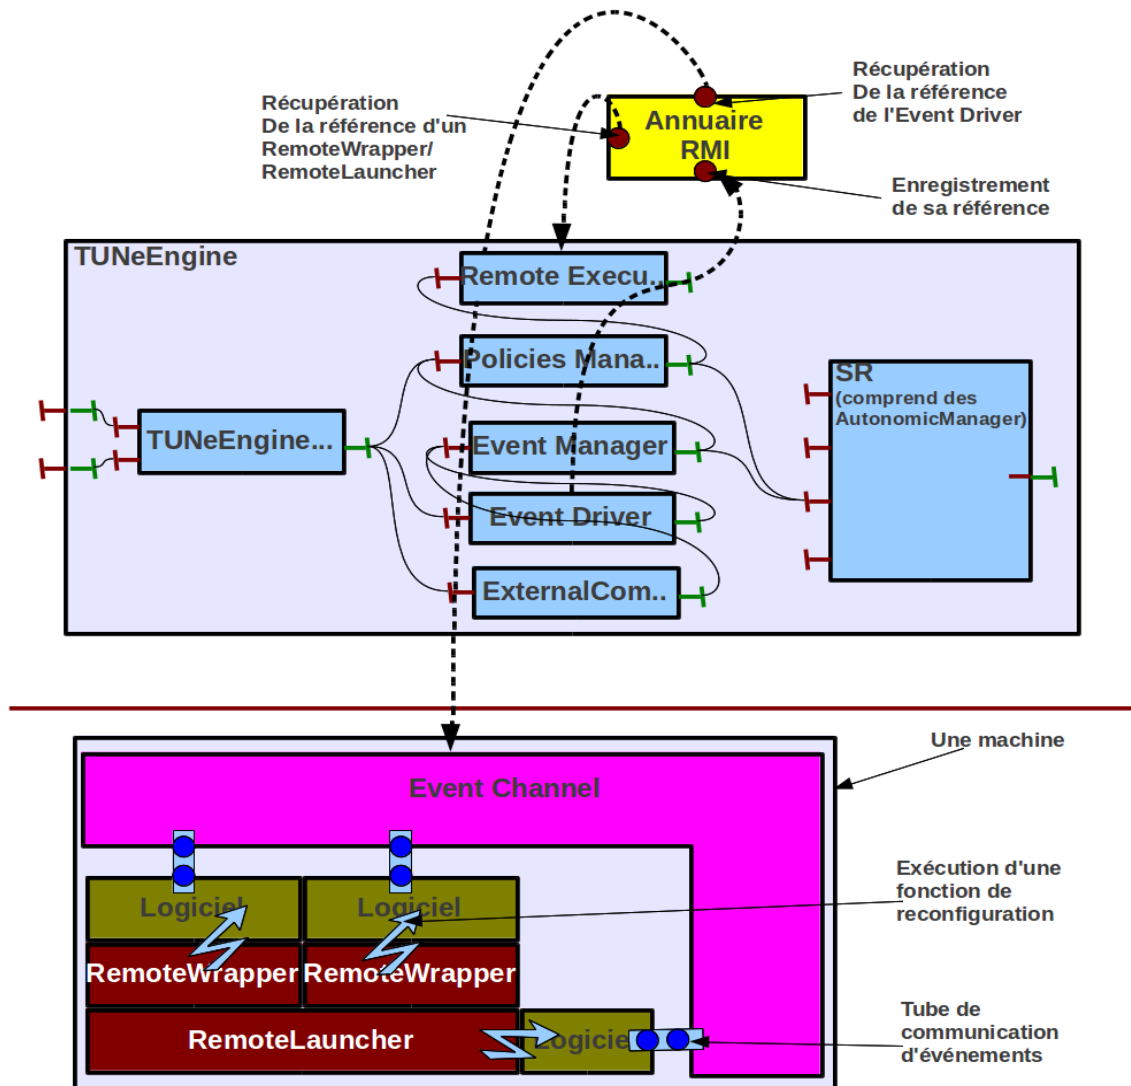 Récupération
De la référence
de l'Event Driver
Récupération
De la référence d'un
RemoteWrapper/
RemoteLauncher
Annuaire
RMI
Enregistrement
de sa référence
TUNeEngine
Remote Execu..
Policies Mana..
SR
(comprend des
AutonomicManager)
TUNeEngine...
Event Manager
Event Driver
ExternalCom..
Une machine
Event Channel
Exécution d'une
fonction de
reconfiguration
Logiciel
Logiciel
RemoteWrapper
RemoteWrapper
Tube de
communication
d'événements
RemoteLauncher
Logiciel